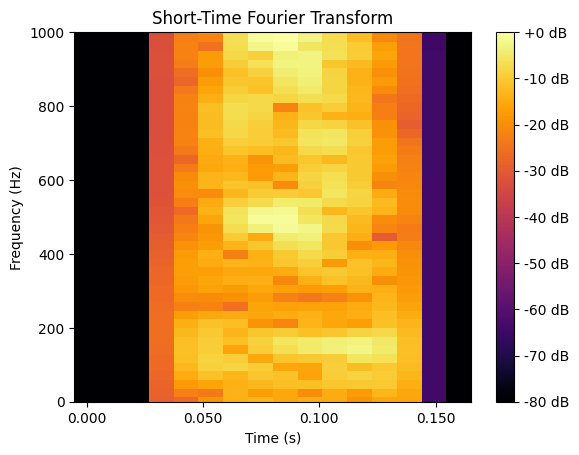 Short-Time Fourier Transform
Frequency (Hz)
1000
800
600
400
200
0
0.000
0.050
0.100
0.150
Time (s)
+0 dB
-10 dB
-20 dB
-30 dB
-40 dB
-50 dB
-60 dB
-70 dB
-80 dB